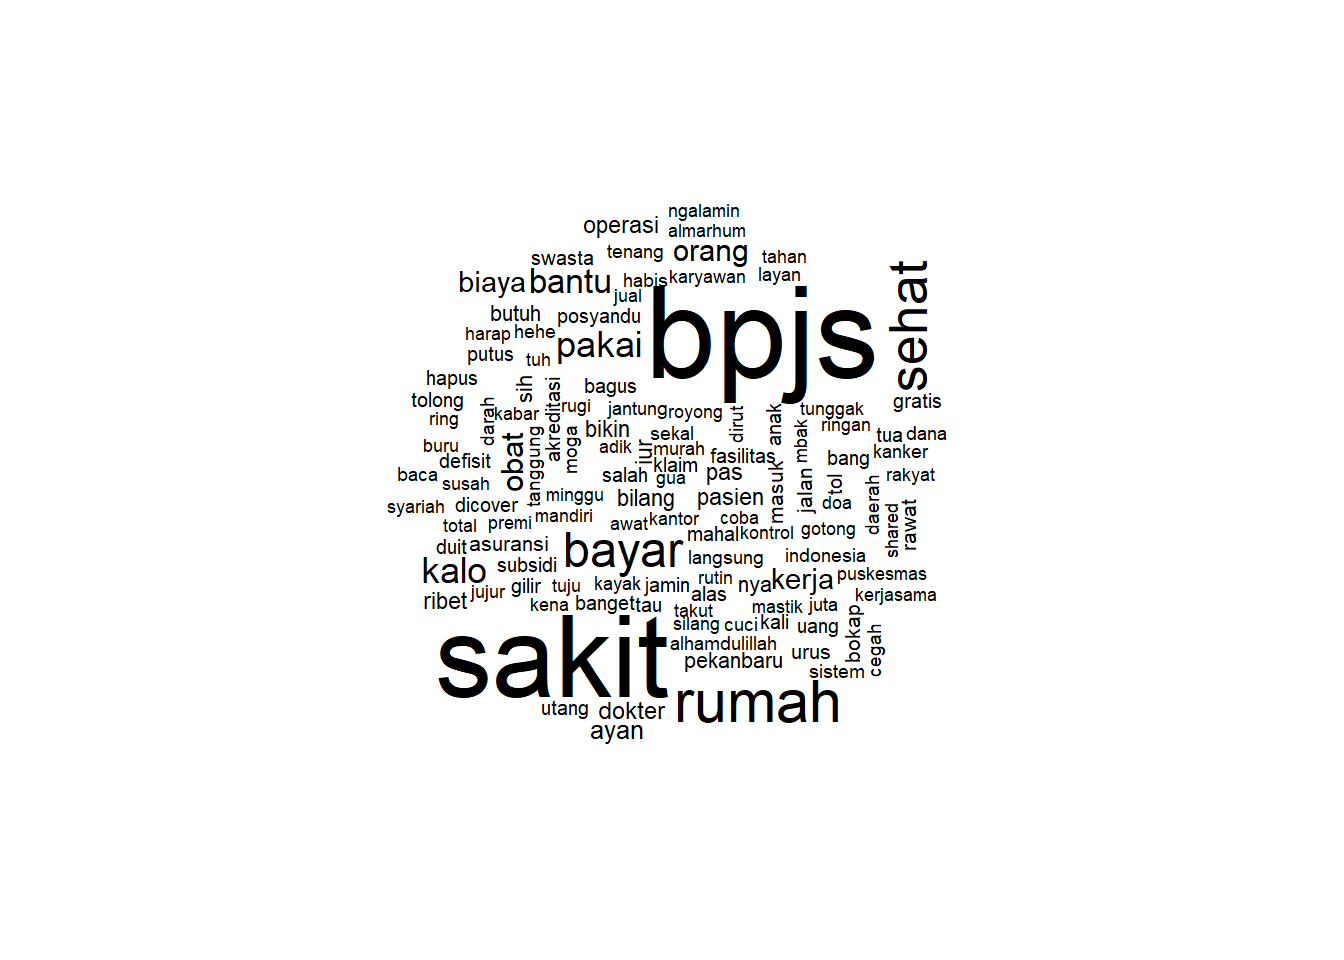 ngalamin
operasi
almarhum
orang
tenang
swasta
tahan
layan
biaya
bantu
habis
karyawan
jual
sehat
bpjs
butuh
posyandu
harap
hehe
pakai
putus
tuh
hapus
sih
akreditasi
bagus
tolong
ring
darah
kabar
rugi
jantung
royong
dirut
anak
tunggak
gratis
ringan
mbak
bikin
sekal
tua
dana
buru
obat
tanggung
moga
adik
iur
murah
fasilitas
bang
kanker
defisit
klaim
pas
masuk
baca
susah
salah
gua
jalan
tol
rakyat
syariah
dicover
minggu
bilang
pasien
doa
daerah
total
premi
mandiri
awat
kantor
coba
mahal
kontrol
gotong
shared
rawat
duit
asuransi
bayar
langsung
indonesia
kalo
subsidi
kerja
puskesmas
jujur
gilir
tuju
kayak
jamin
rutin
nya
alas
kerjasama
ribet
kena
banget
tau
takut
mastik
juta
sakit
silang
cuci
kali
uang
bokap
cegah
alhamdulillah
pekanbaru
urus
sistem
rumah
utang
dokter
ayan